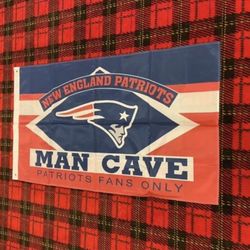 NEW ENGLAND PATRIOTS
MAN CAVE
PATRIOTS FANS ONLY